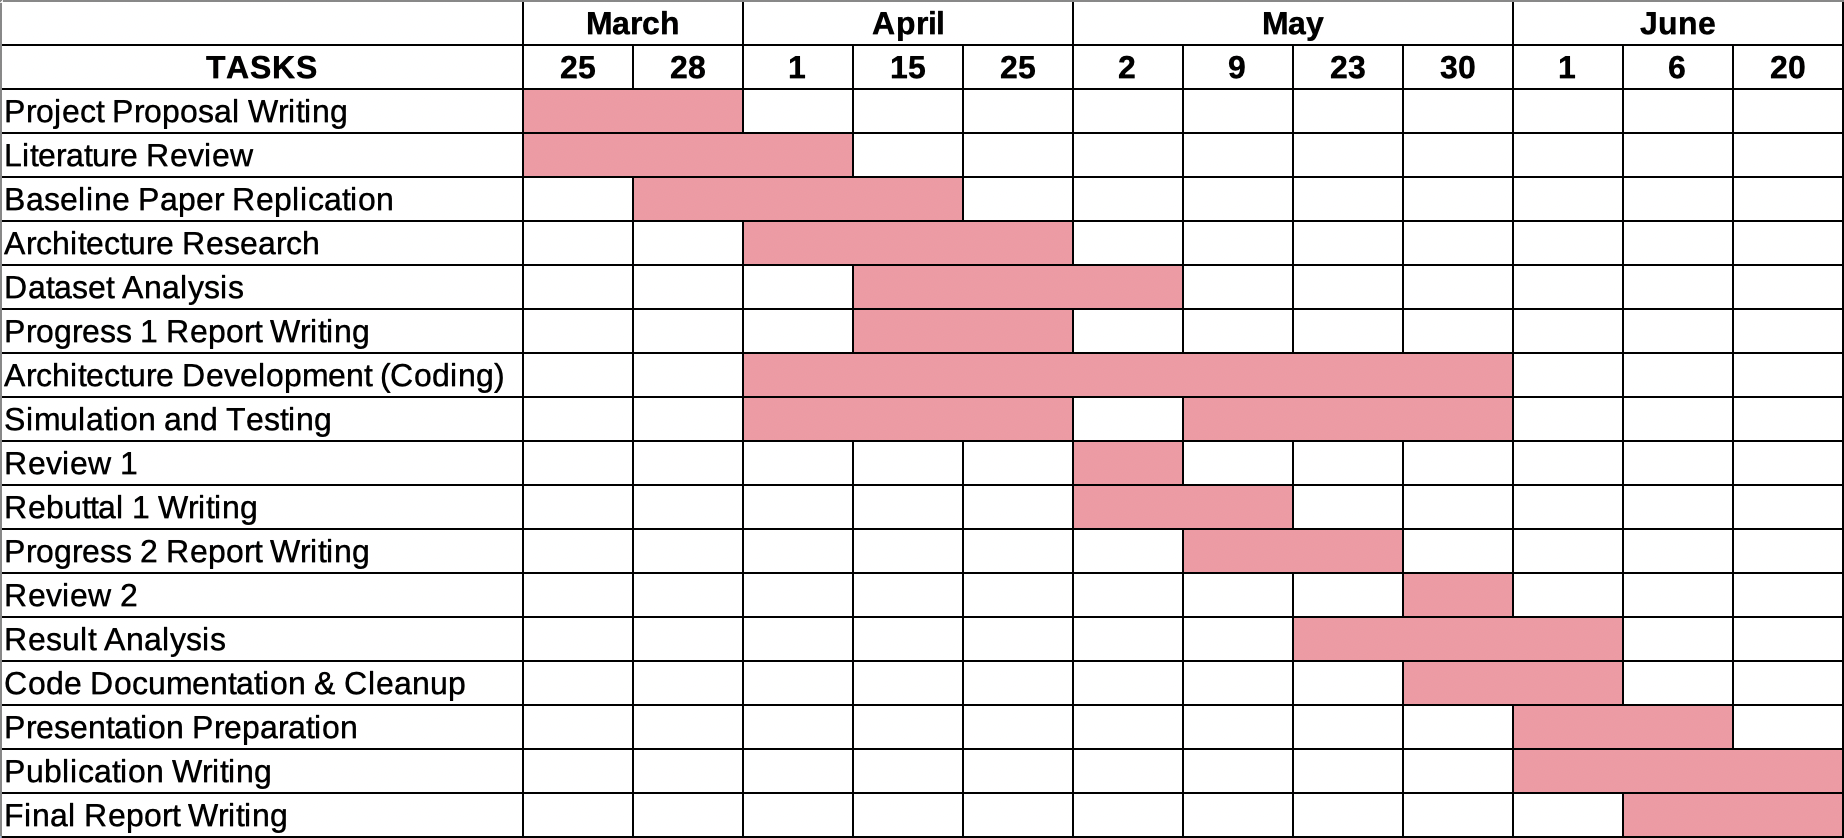 March April May June
TASKS 25 28 1 15 25 2 9 23 30 1 6 20
Project Proposal Writing
Literature Review
Baseline Paper Replication
Architecture Research
Dataset Analysis
Progress 1 Report Writing
Architecture Development (Coding)
Simulation and Testing
Review 1
Rebuttal 1 Writing
Progress 2 Report Writing
Review 2
Result Analysis
Code Documentation & Cleanup
Presentation Preparation
Publication Writing
Final Report Writing